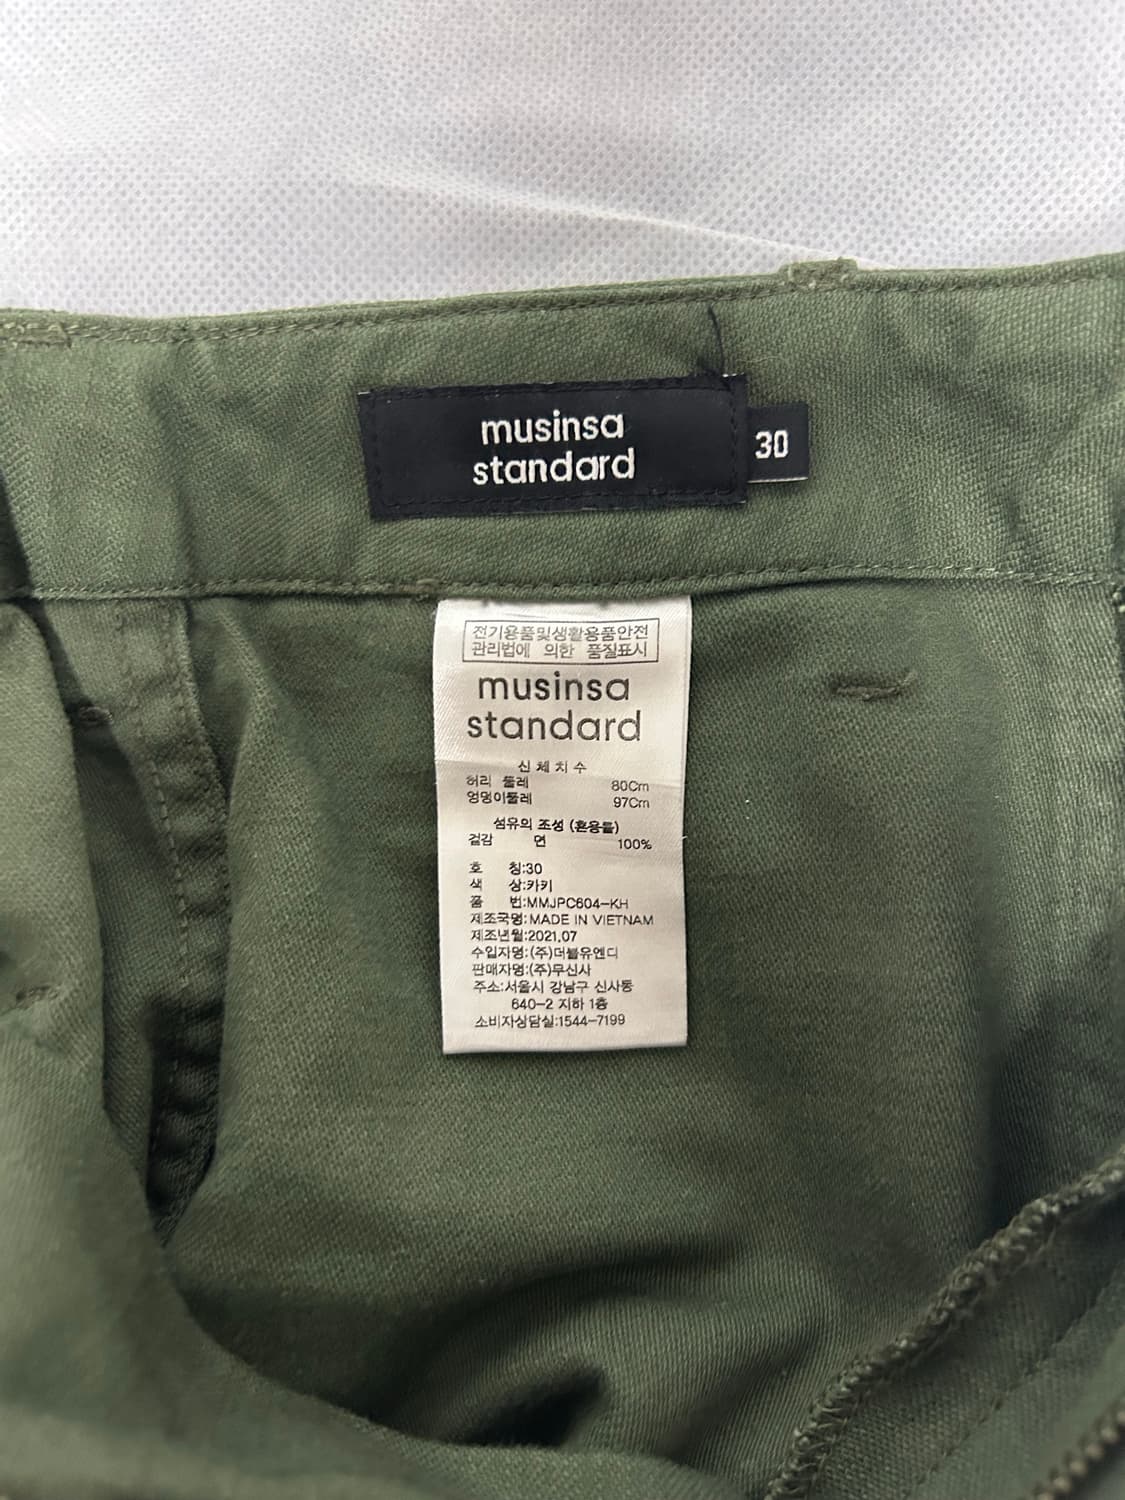 musinsa
standard
30
전기용품및생활용품안전
관리법에 의한 품질표시
musinsa
standard
신체치수
허리 둘레 80Cm
엉덩이둘레 97Cm
섬유의 조성 (혼용률)
겉감 면 100%
호 칭:30
색 상:카키
품 번:MMJPC604-KH
제조국명:MADE IN VIETNAM
제조년월:2021.07
수입자명:(주)더블유엔디
판매자명:(주)무신사
주소:서울시 강남구 신사동
640-2 지하 1층
소비자상담실:1544-7199